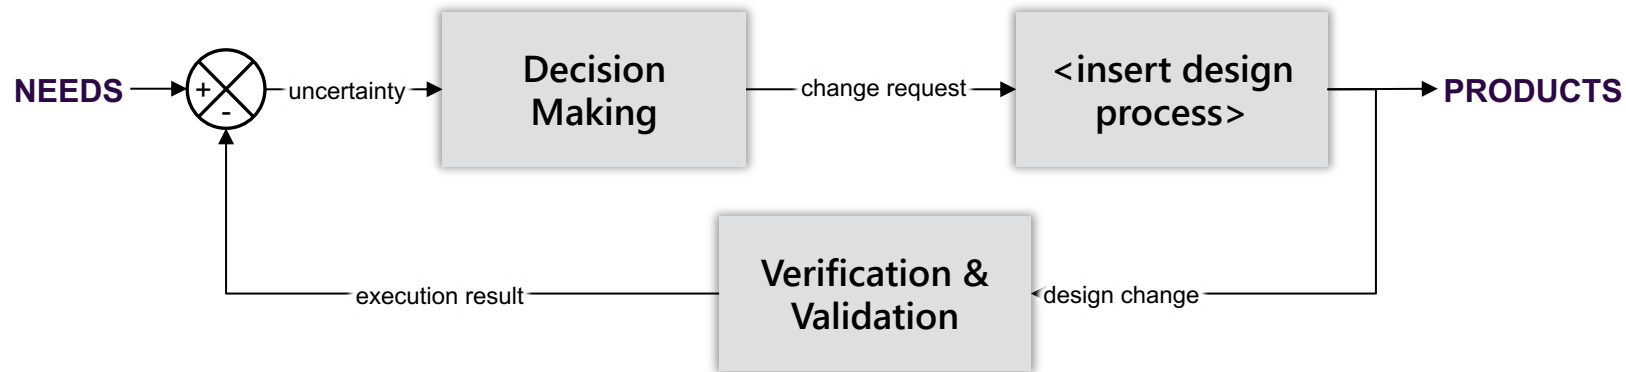 NEEDS
+
-
uncertainty
Decision
Making
change request
<insert design
process>
PRODUCTS
Verification &
Validation
execution result
design change